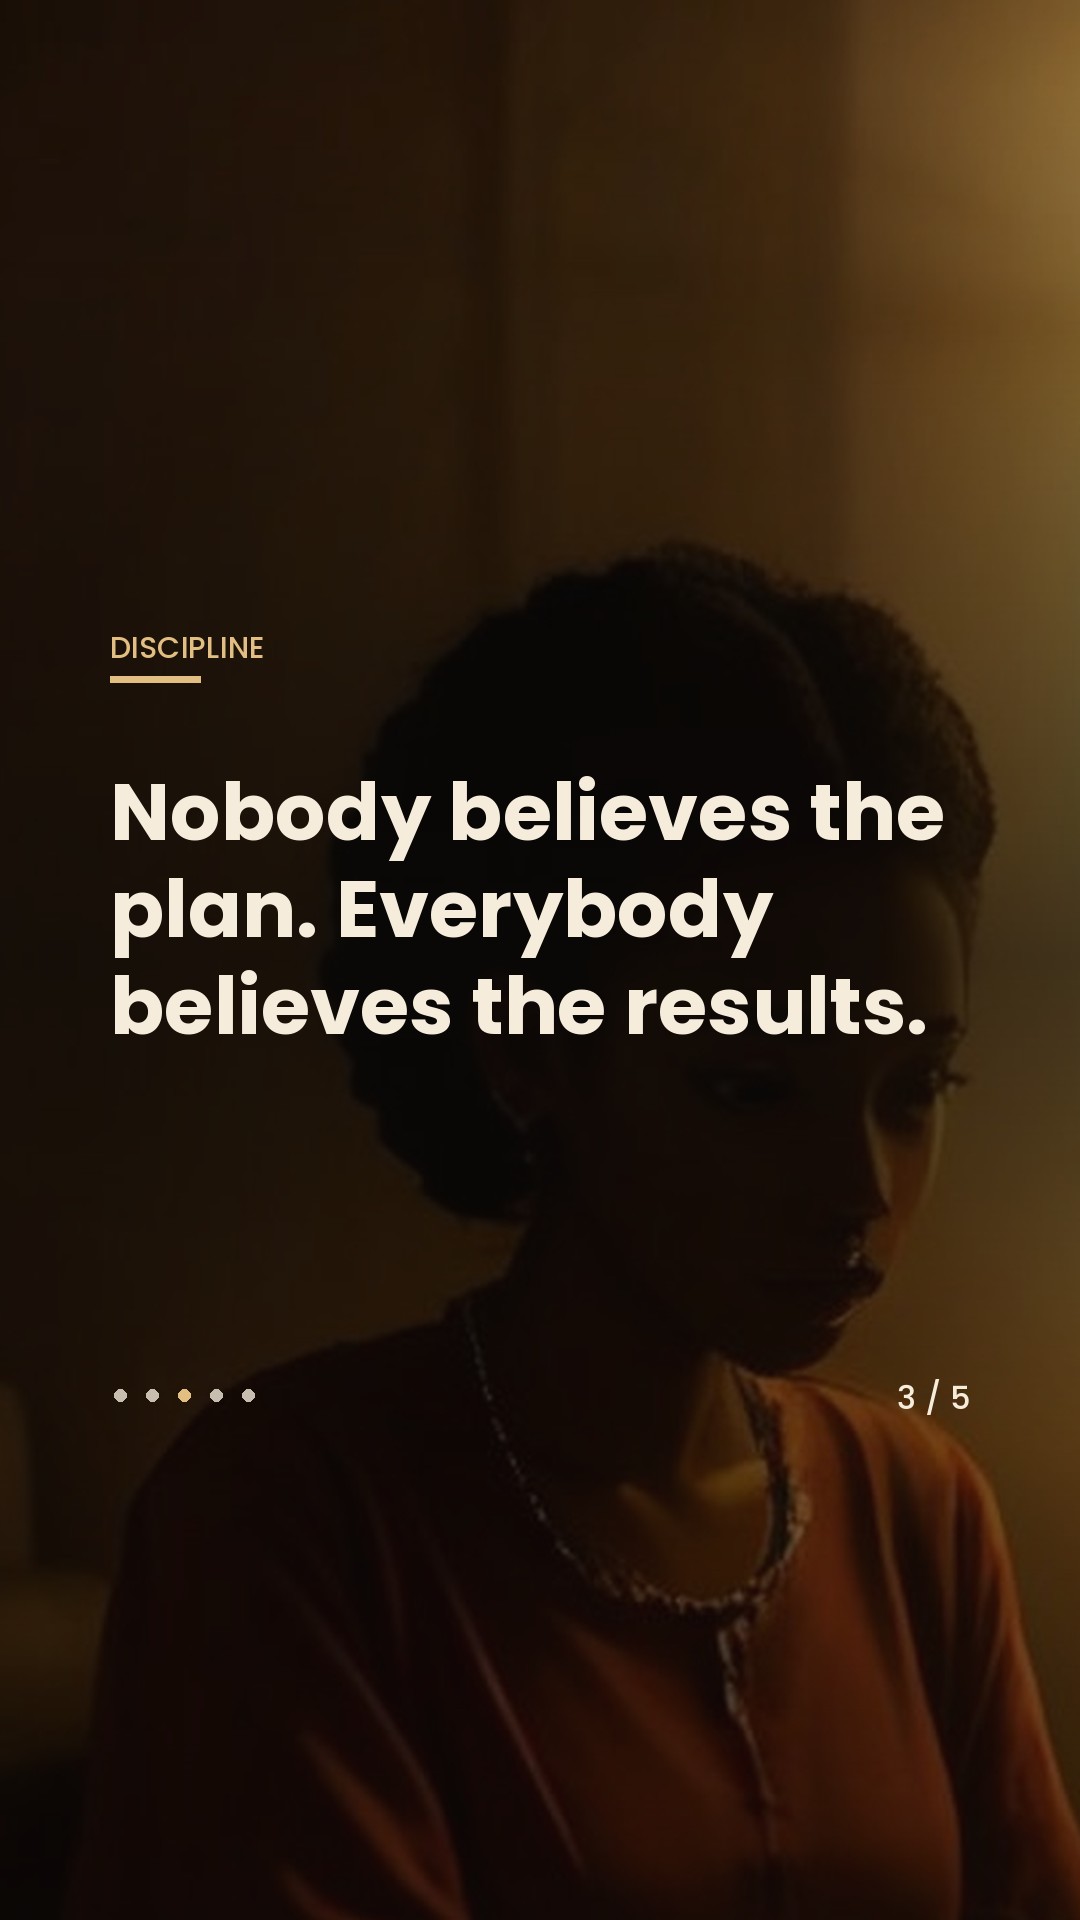 DISCIPLINE
Nobody believes the
plan. Everybody
believes the results.
3 / 5